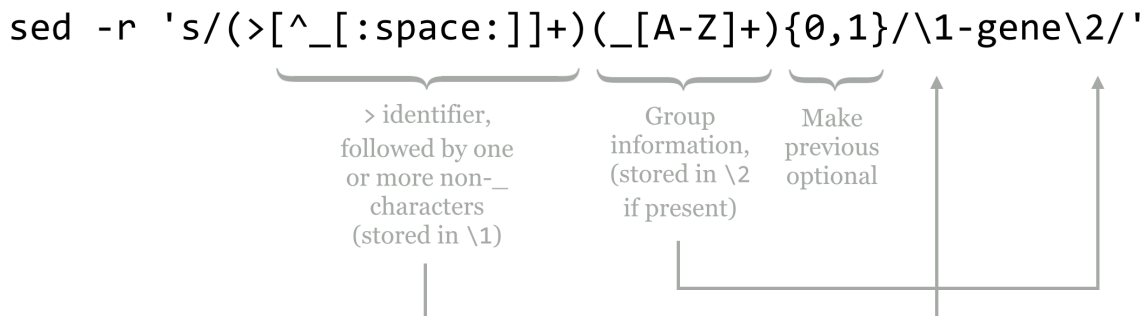 sed -r 's/(>[^_[:space:]]+)(_[A-Z]+){0,1}/\1-gene\2/'
> identifier,
followed by one
or more non-_
characters
(stored in \1)
Group
information,
(stored in \2
if present)
Make
previous
optional